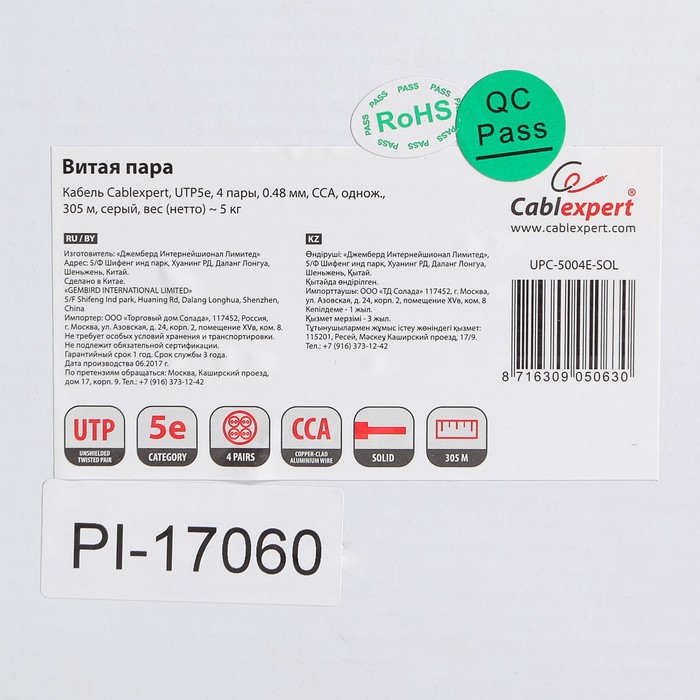 PASS PASS PASS PASS
RoHS
PASS PASS PASS PASS
QC
Pass
Витая пара
Кабель Cablexpert, UTP5e, 4 пары, 0.48 мм, CCA, однож.,
305 м, серый, вес (нетто) ~ 5 кг
Cablexpert®
www.cablexpert.com
UPC-5004E-SOL
8 716309 050630
RU / BY
Изготовитель: «Джемберд Интернейшионал Лимитед»
Адрес: 5/Ф Шифенг инд парк, Хуанинг РД, Даланг Лонгуа,
Шеньжень, Китай.
Сделано в Китае.
«GEMBIRD INTERNATIONAL LIMITED»
5/F Shifeng Ind park, Huaning Rd, Dalang Longhua, Shenzhen,
China
Импортер: ООО «Торговый дом Солада», 117452, Россия,
г. Москва, ул. Азовская, д. 24, корп. 2, помещение XVв, ком. 8
Не требует особых условий хранения и транспортировки.
Не подлежит обязательной сертификации.
Гарантийный срок 1 год. Срок службы 3 года.
Дата производства 06.2017 г.
По претензиям обращаться: Москва, Каширский проезд,
дом 17, корп. 9. Тел.: +7 (916) 373-12-42
KZ
Өндіруші: «Джемберд Интернейшионал Лимитед»,
5/Ф Шифенг инд парк, Хуанинг РД, Даланг Лонгуа,
Шеньжень, Қытай.
Қытайда өндірілген.
Импорттаушы: ООО «ТД Солада» 117452, г. Москва,
ул. Азовская, д. 24, корп. 2, помещение XVв, ком. 8
Кепілдеме - 1 жыл.
Қызмет мерзімі - 3 жыл.
Тұтынушылармен жұмыс істеу жөніндегі қызмет:
115201, Ресей, Маскеу Каширский проезд, 17/9.
Тел.: +7 916 373-12-42
UTP
UNSHIELDED
TWISTED PAIR
5e
CATEGORY
4 PAIRS
CCA
COPPER-CLAD
ALUMINIUM WIRE
SOLID
305 M
PI-17060